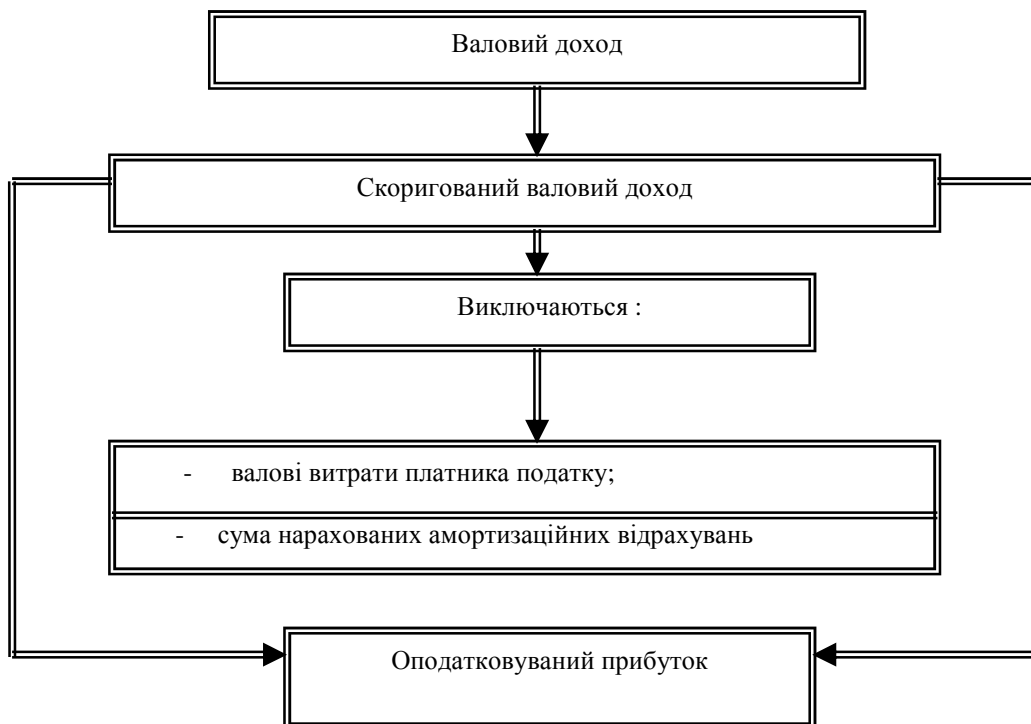 Валовий доход
Скоригований валовий доход
Виключаються :
- валові витрати платника податку;
- сума нарахованих амортизаційних відрахувань
Оподатковуваний прибуток